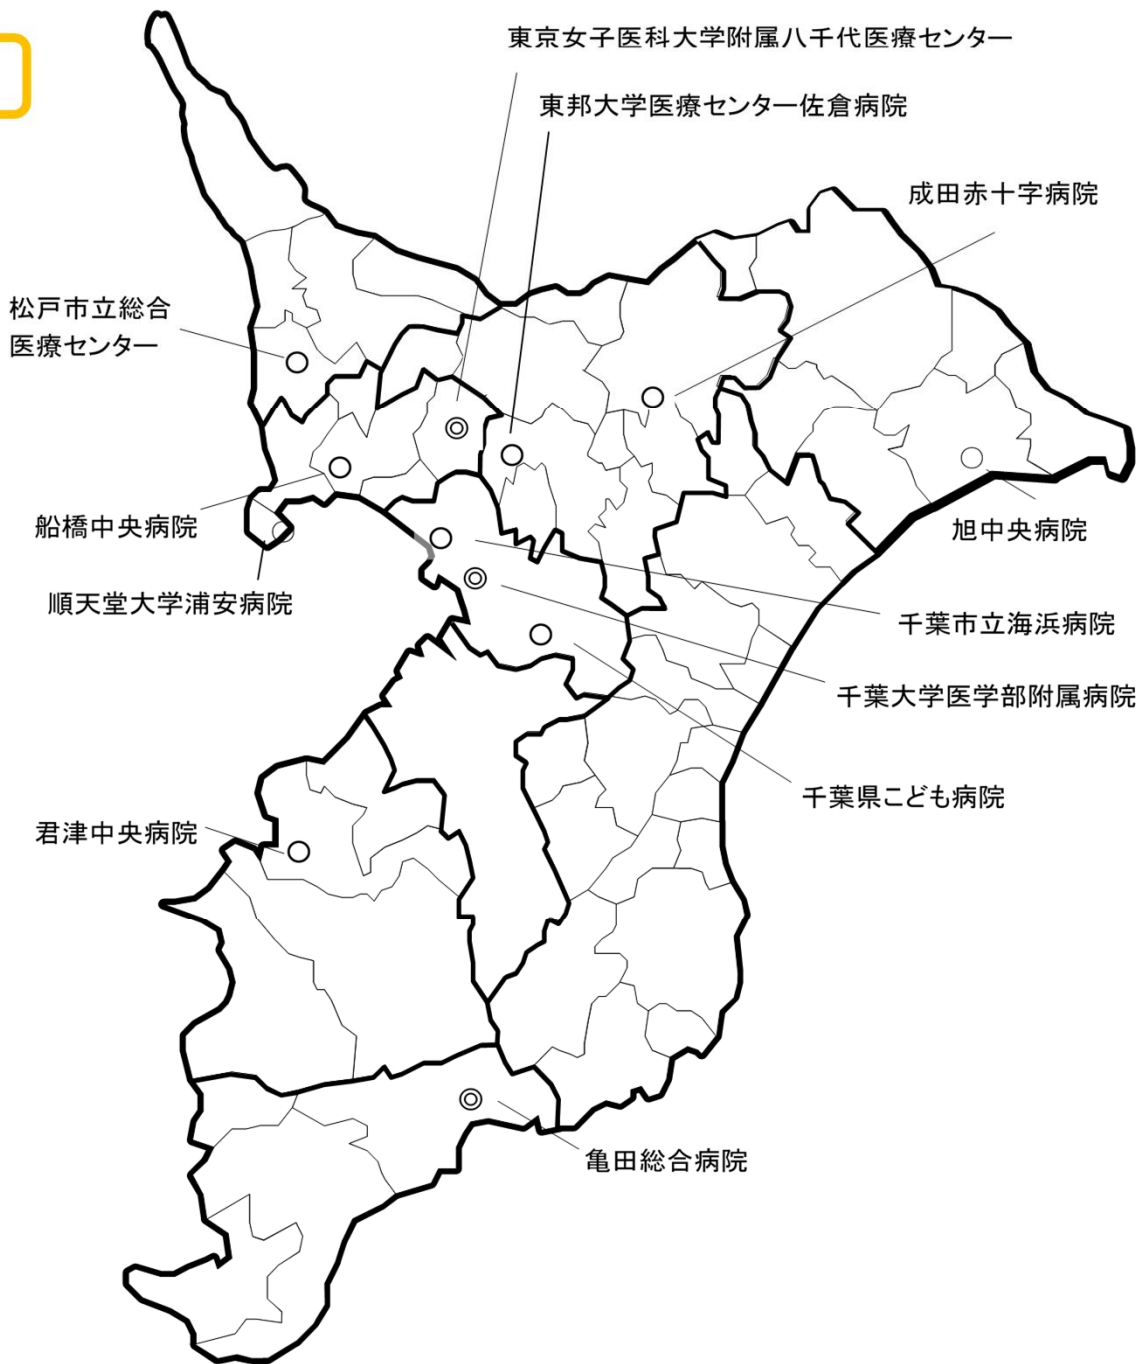 東京女子医科大学附属八千代医療センター
東邦大学医療センター佐倉病院
成田赤十字病院
松戸市立総合
医療センター
船橋中央病院
旭中央病院
順天堂大学浦安病院
千葉市立海浜病院
千葉大学医学部附属病院
千葉県こども病院
君津中央病院
亀田総合病院